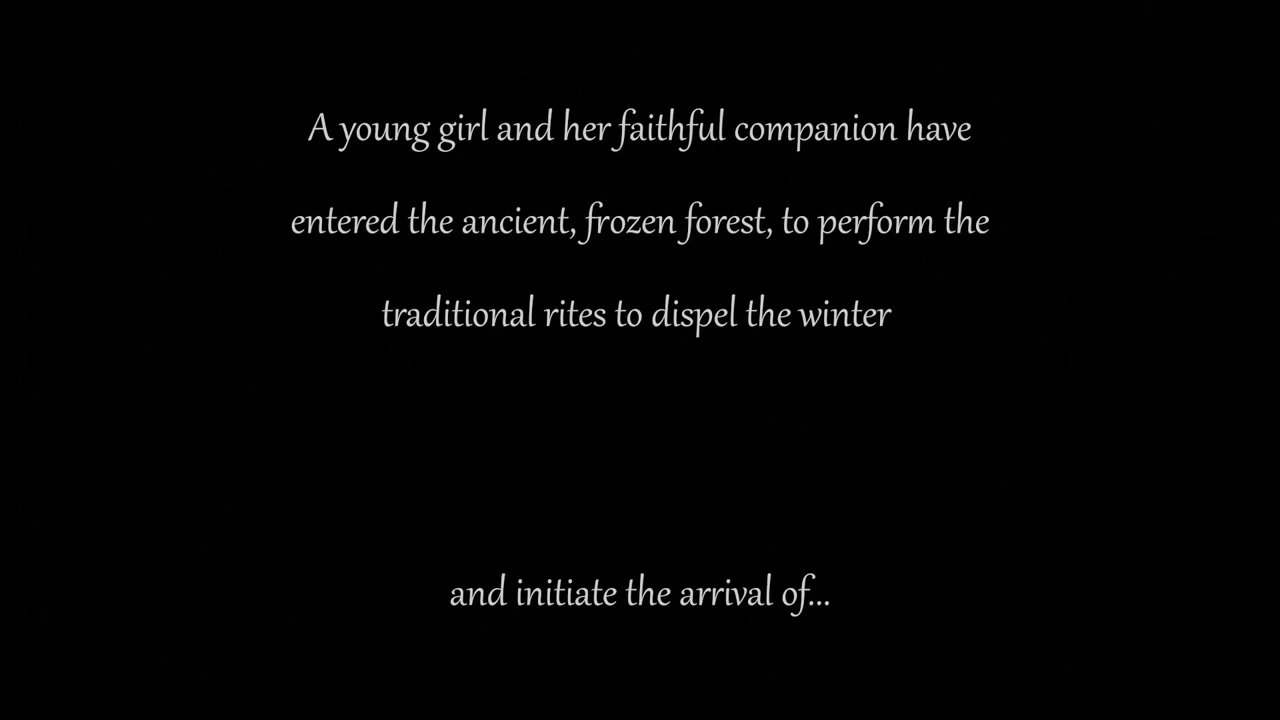 A young girl and her faithful companion have
entered the ancient, frozen forest, to perform the
traditional rites to dispel the winter
and initiate the arrival of...